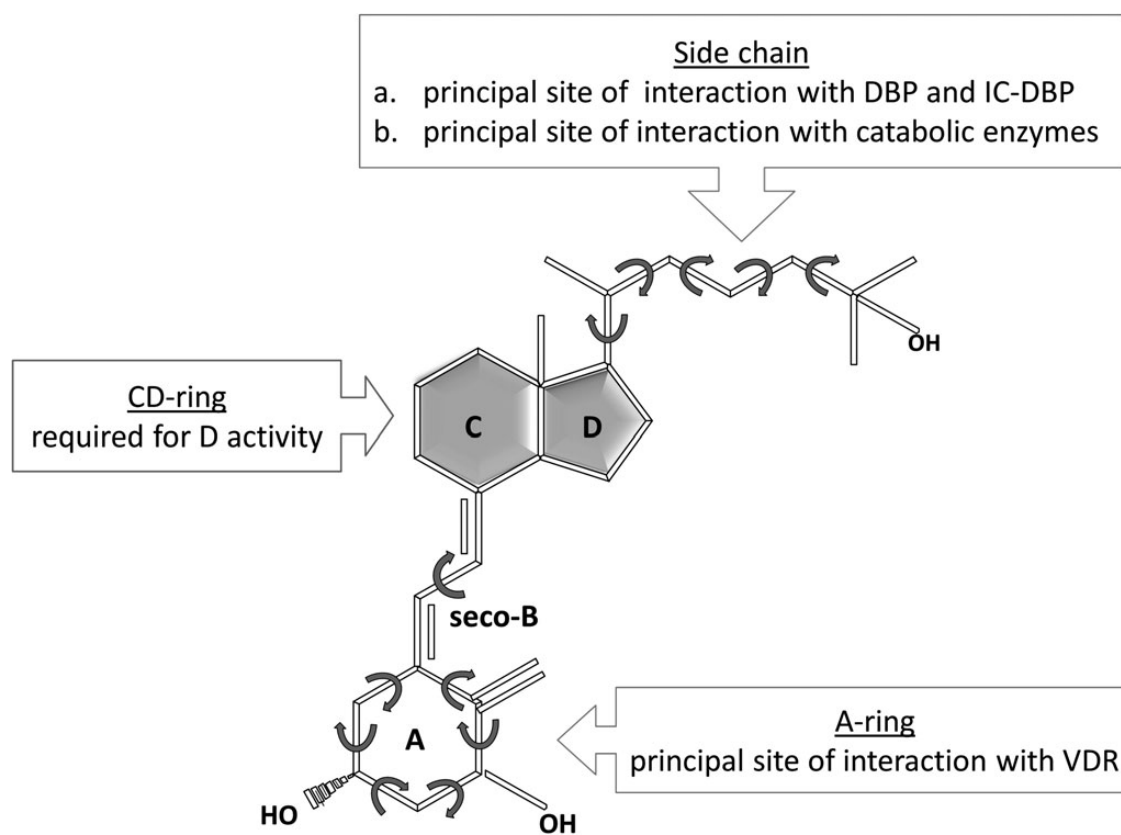 Side chain
a. principal site of interaction with DBP and IC-DBP
b. principal site of interaction with catabolic enzymes
OH
CD-ring
required for D activity
C
D
seco-B
A
A-ring
principal site of interaction with VDR
HO
OH